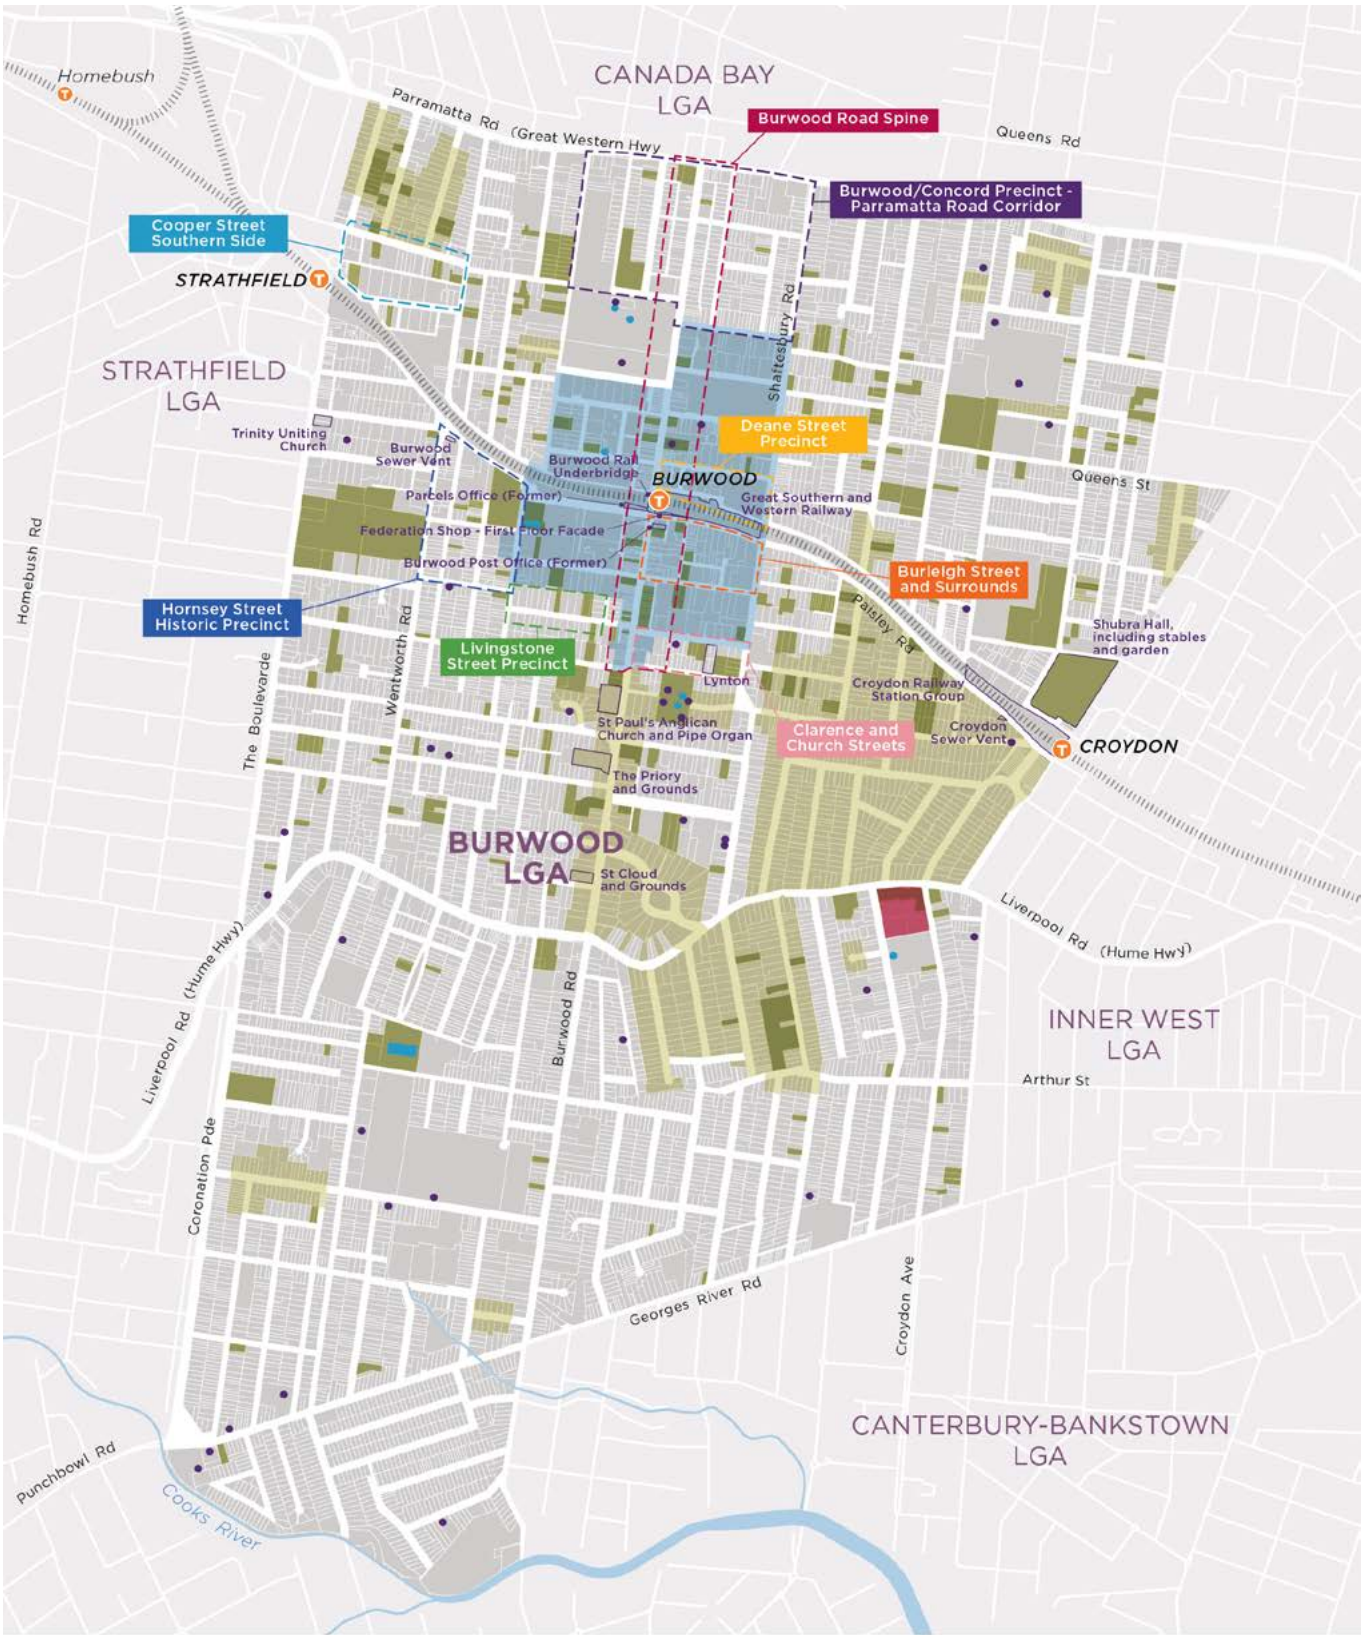 Homebush
CANADA BAY
LGA
Parramatta Rd (Great Western Hwy
Burwood Road Spine
Queens Rd
Burwood/Concord Precinct -
Parramatta Road Corridor
Cooper Street
Southern Side
STRATHFIELD
T
T
Shaftesbury Rd
STRATHFIELD
LGA
Trinity Uniting
Church
Burwood
Sewer Vent
Deane Street
Precinct
Burwood Rail
Underbridge
BURWOOD
T
Queens St
Parcels Office (Former)
Great Southern and
Western Railway
Federation Shop - First Floor Facade
Burwood Post Office (Former)
Homebush Rd
Burleigh Street
and Surrounds
Hornsey Street
Historic Precinct
Paisley Rd
Shubra Hall,
including stables
and garden
Wentworth Rd
Livingstone
Street Precinct
The Boulevarde
Lynton
Croydon Railway
Station Group
St Paul's Anglican
Church and Pipe Organ
Clarence and
Church Streets
Croydon
Sewer Vent
T
CROYDON
The Priory
and Grounds
BURWOOD
LGA
St Cloud
and Grounds
Liverpool Rd (Hume Hwy)
Liverpool Rd (Hume Hwy)
Burwood Rd
INNER WEST
LGA
Arthur St
Coronation Pde
Georges River Rd
Croydon Ave
CANTERBURY-BANKSTOWN
LGA
Punchbowl Rd
Cooks River